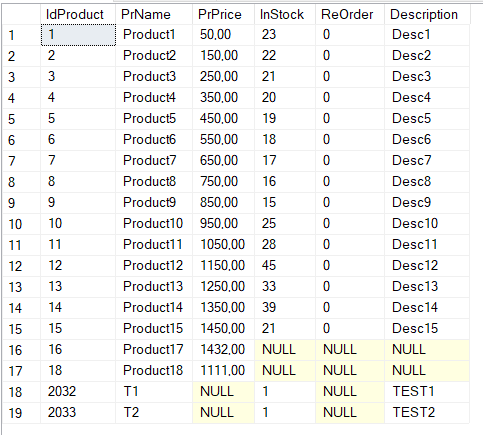 IdProduct PrName PrPrice InStock ReOrder Description
1 1 Product1 50,00 23 0 Desc1
2 2 Product2 150,00 22 0 Desc2
3 3 Product3 250,00 21 0 Desc3
4 4 Product4 350,00 20 0 Desc4
5 5 Product5 450,00 19 0 Desc5
6 6 Product6 550,00 18 0 Desc6
7 7 Product7 650,00 17 0 Desc7
8 8 Product8 750,00 16 0 Desc8
9 9 Product9 850,00 15 0 Desc9
10 10 Product10 950,00 25 0 Desc10
11 11 Product11 1050,00 28 0 Desc11
12 12 Product12 1150,00 45 0 Desc12
13 13 Product13 1250,00 33 0 Desc13
14 14 Product14 1350,00 39 0 Desc14
15 15 Product15 1450,00 21 0 Desc15
16 16 Product17 1432,00 NULL NULL NULL
17 18 Product18 1111,00 NULL NULL NULL
18 2032 T1 NULL 1 NULL TEST1
19 2033 T2 NULL 1 NULL TEST2